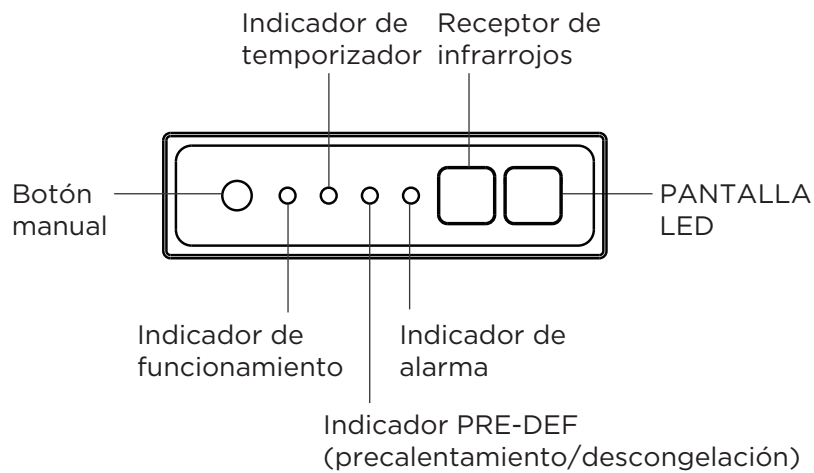 Indicador de
temporizador
Receptor de
infrarrojos
Botón
manual
PANTALLA
LED
Indicador de
funcionamiento
Indicador de
alarma
Indicador PRE-DEF
(precalentamiento/descongelación)